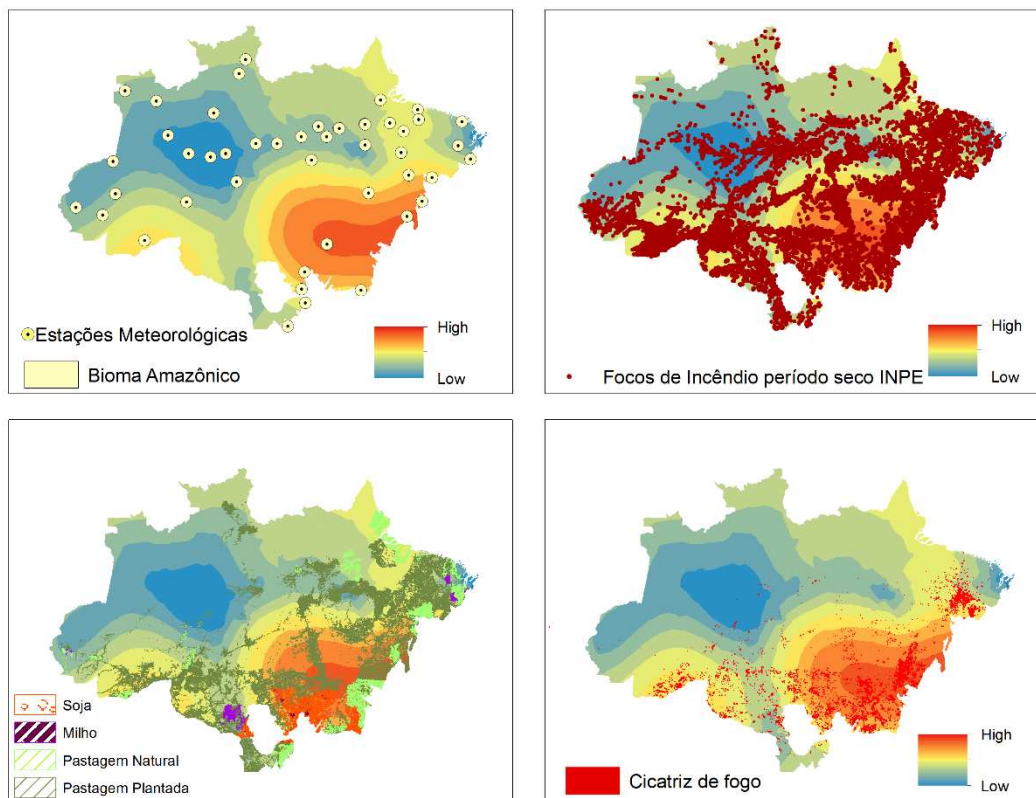 Estações Meteorológicas
Bioma Amazônico
High
Low
Focos de Incêndio período seco INPE
High
Low
Soja
Milho
Pastagem Natural
Pastagem Plantada
Cicatriz de fogo
High
Low